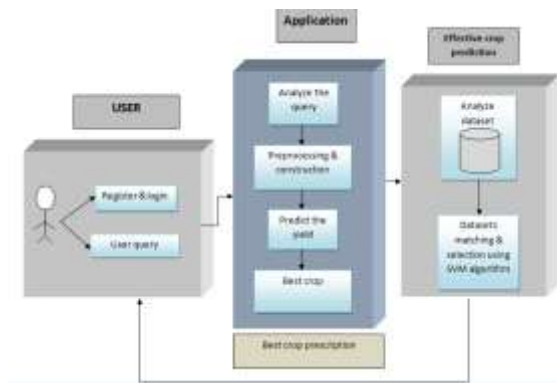 USER
Register & login
User query
Application
Analyze the
query
Preprocessing &
construction
Predict the
yield
Best crop
Best crop prescription
Effective crop
prediction
Analyze
dataset
Datasets
matching &
selection using
SVM